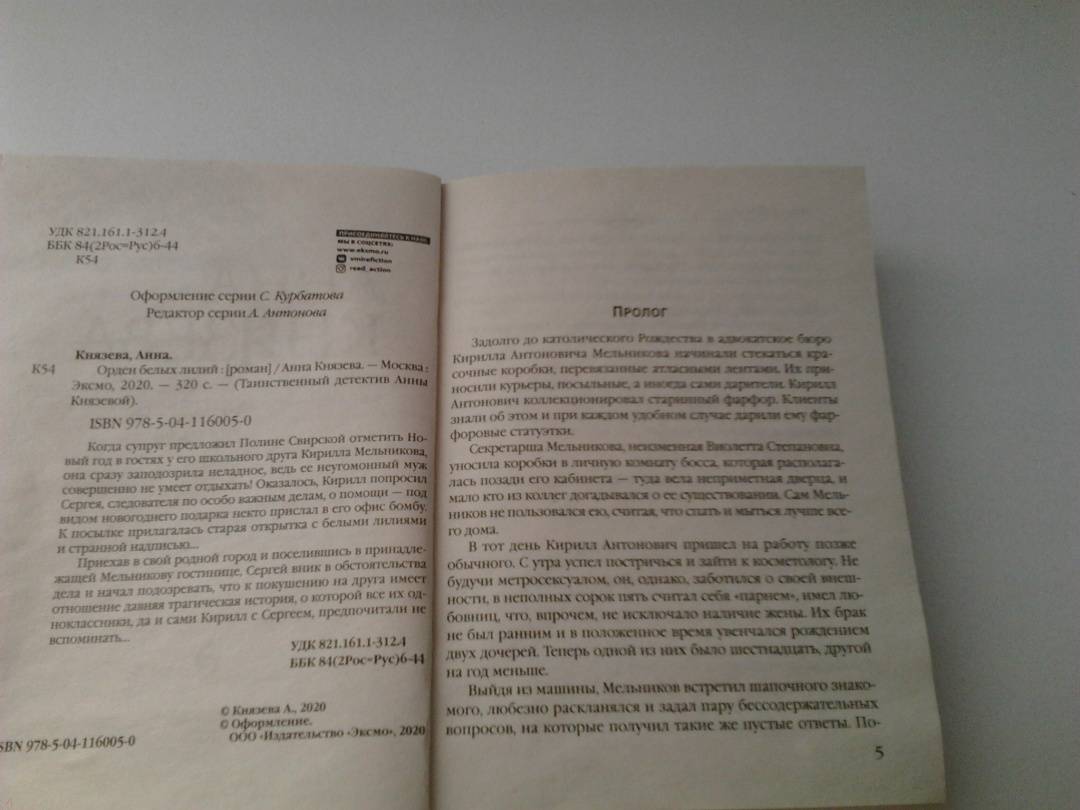 УДК 821.161.1-312.4
ББК 84(2Рос=Рус)6-44
К54
ПРИСОЕДИНЯЙТЕСЬ К НАМ!
МЫ В СОЦСЕТЯХ:
www.eksmo.ru
vmirefiction
read_action
Оформление серии С. Курбатова
Редактор серии А. Антонова
Князева, Анна.
К54 Орден белых лилий : [роман] / Анна Князева. — Москва :
Эксмо, 2020. — 320 с. — (Таинственный детектив Анны
Князевой).
ISBN 978-5-04-116005-0
Когда супруг предложил Полине Свирской отметить Но-
вый год в гостях у его школьного друга Кирилла Мельникова,
она сразу заподозрила неладное, ведь ее неугомонный муж
совершенно не умеет отдыхать! Оказалось, Кирилл попросил
Сергея, следователя по особо важным делам, о помощи — под
видом новогоднего подарка некто прислал в его офис бомбу.
К посылке прилагалась старая открытка с белыми лилиями
и странной надписью...
Приехав в свой родной город и поселившись в принадле-
жащей Мельникову гостинице, Сергей вник в обстоятельства
дела и начал подозревать, что к покушению на друга имеет
отношение давняя трагическая история, о которой все их од-
ноклассники, да и сами Кирилл с Сергеем, предпочитали не
вспоминать...
УДК 821.161.1-312.4
ББК 84(2Рос=Рус)6-44
© Князева А., 2020
© Оформление.
ООО «Издательство «Эксмо», 2020
ISBN 978-5-04-116005-0
Пролог
Задолго до католического Рождества в адвокатское бюро
Кирилла Антоновича Мельникова начинали стекаться кра-
сочные коробки, перевязанные атласными лентами. Их при-
носили курьеры, посыльные, а иногда сами дарители. Кирилл
Антонович коллекционировал старинный фарфор. Клиенты
знали об этом и при каждом удобном случае дарили ему фар-
форовые статуэтки.
Секретарша Мельникова, неизменная Виолетта Степановна,
уносила коробки в личную комнату босса, которая располага-
лась позади его кабинета — туда вела неприметная дверца, и
мало кто из коллег догадывался о ее существовании. Сам Мель-
ников не пользовался ею, считая, что спать и мыться лучше все-
го дома.
В тот день Кирилл Антонович пришел на работу позже
обычного. С утра успел постричься и зайти к косметологу. Не
будучи метросексуалом, он, однако, заботился о своей внеш-
ности, в неполных сорок пять считал себя «парнем», имел лю-
бовниц, что, впрочем, не исключало наличие жены. Их брак
не был ранним и в положенное время увенчался рождением
двух дочерей. Теперь одной из них было шестнадцать, другой
на год меньше.
Выйдя из машины, Мельников встретил шапочного знако-
мого, любезно раскланялся и задал пару бессодержательных
вопросов, на которые получил такие же пустые ответы. По-
5